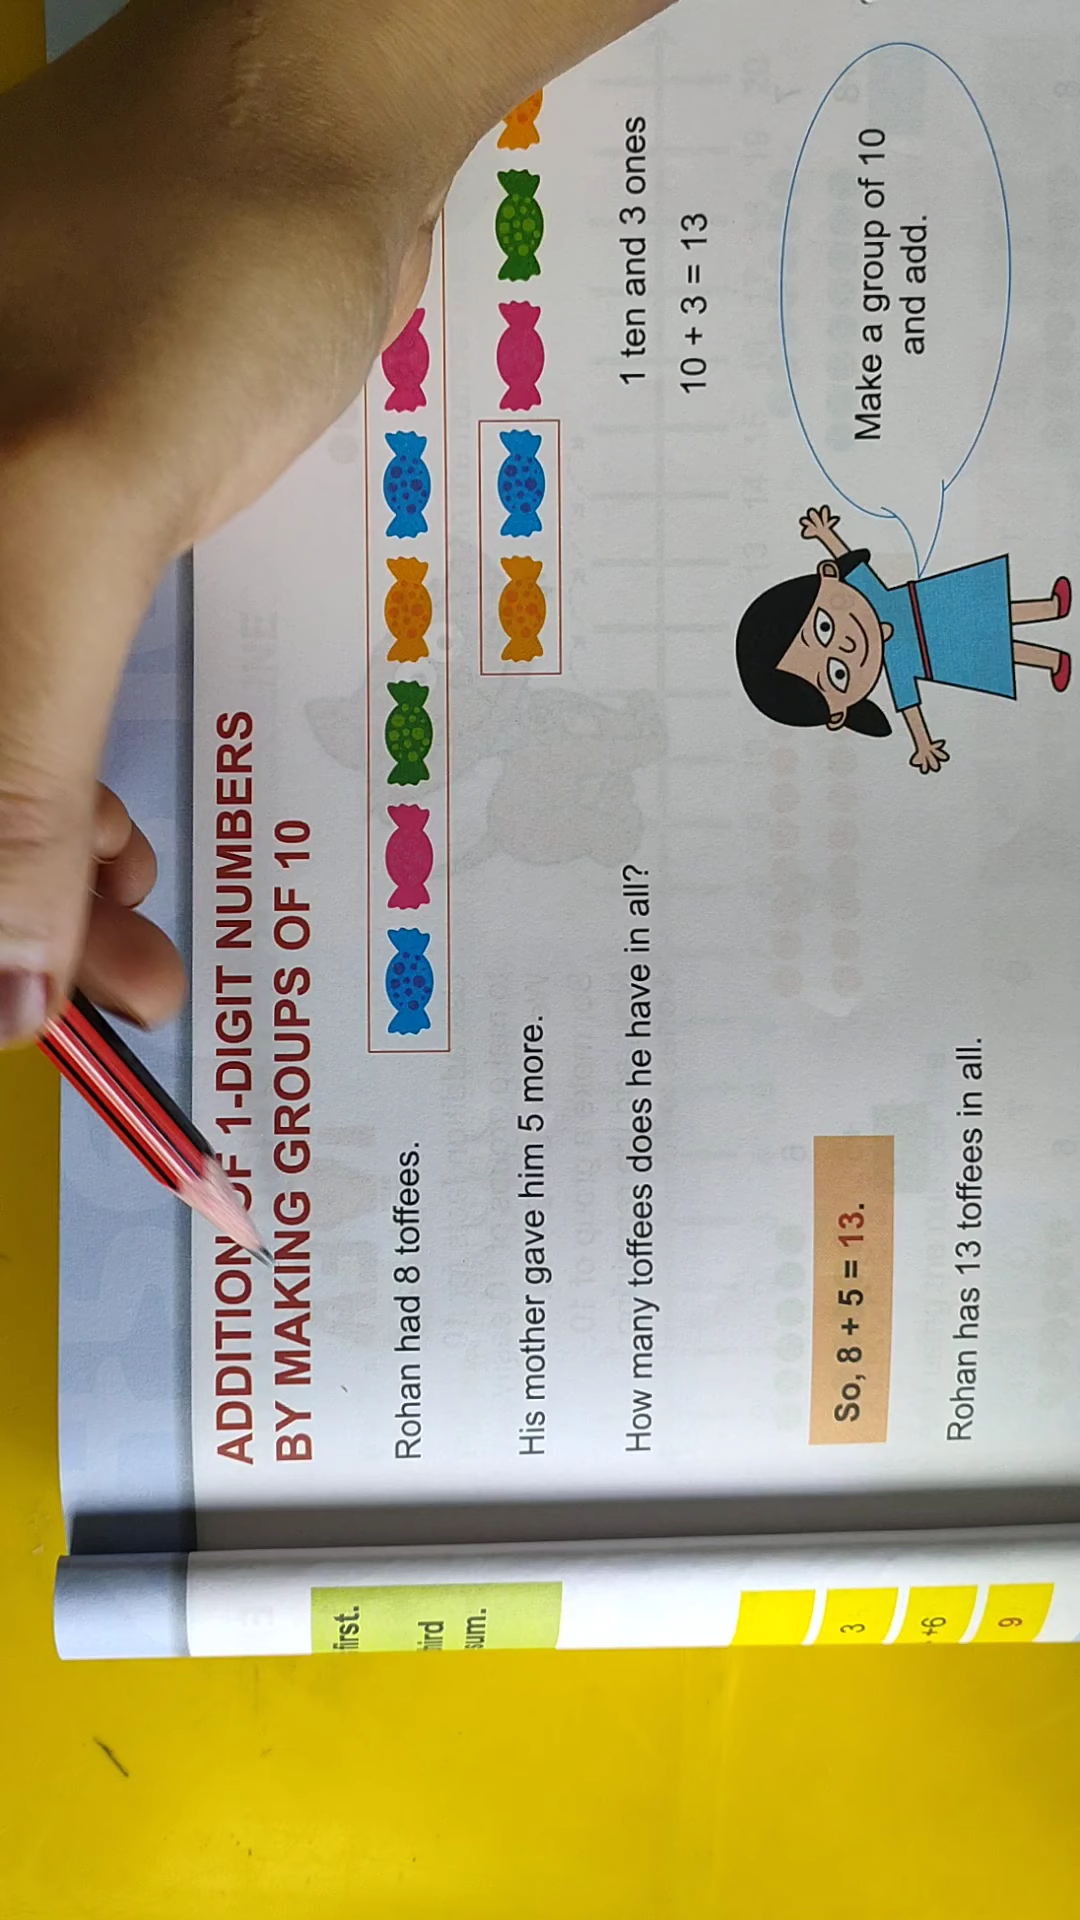 ADDITION OF 1-DIGIT NUMBERS
BY MAKING GROUPS OF 10
Rohan had 8 toffees.
His mother gave him 5 more.
How many toffees does he have in all?
1 ten and 3 ones
10 + 3 = 13
So, 8 + 5 = 13.
Make a group of 10
and add.
Rohan has 13 toffees in all.
first.
sum.
3
+6
9